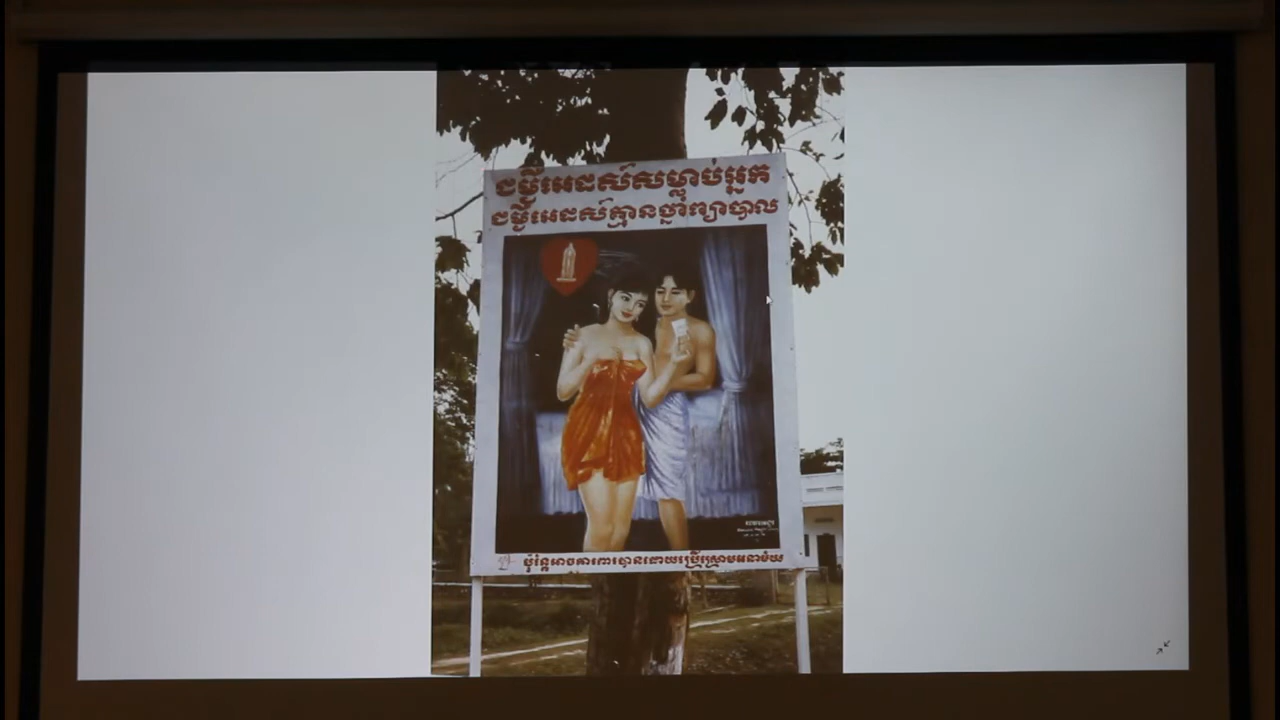 ជម្ងឺអេដស៍សម្លាប់អ្នក
ជម្ងឺអេដស៍គ្មានថ្នាំព្យាបាល
ប៉ុន្តែអាចការពារបានដោយប្រើស្រោមអនាម័យ